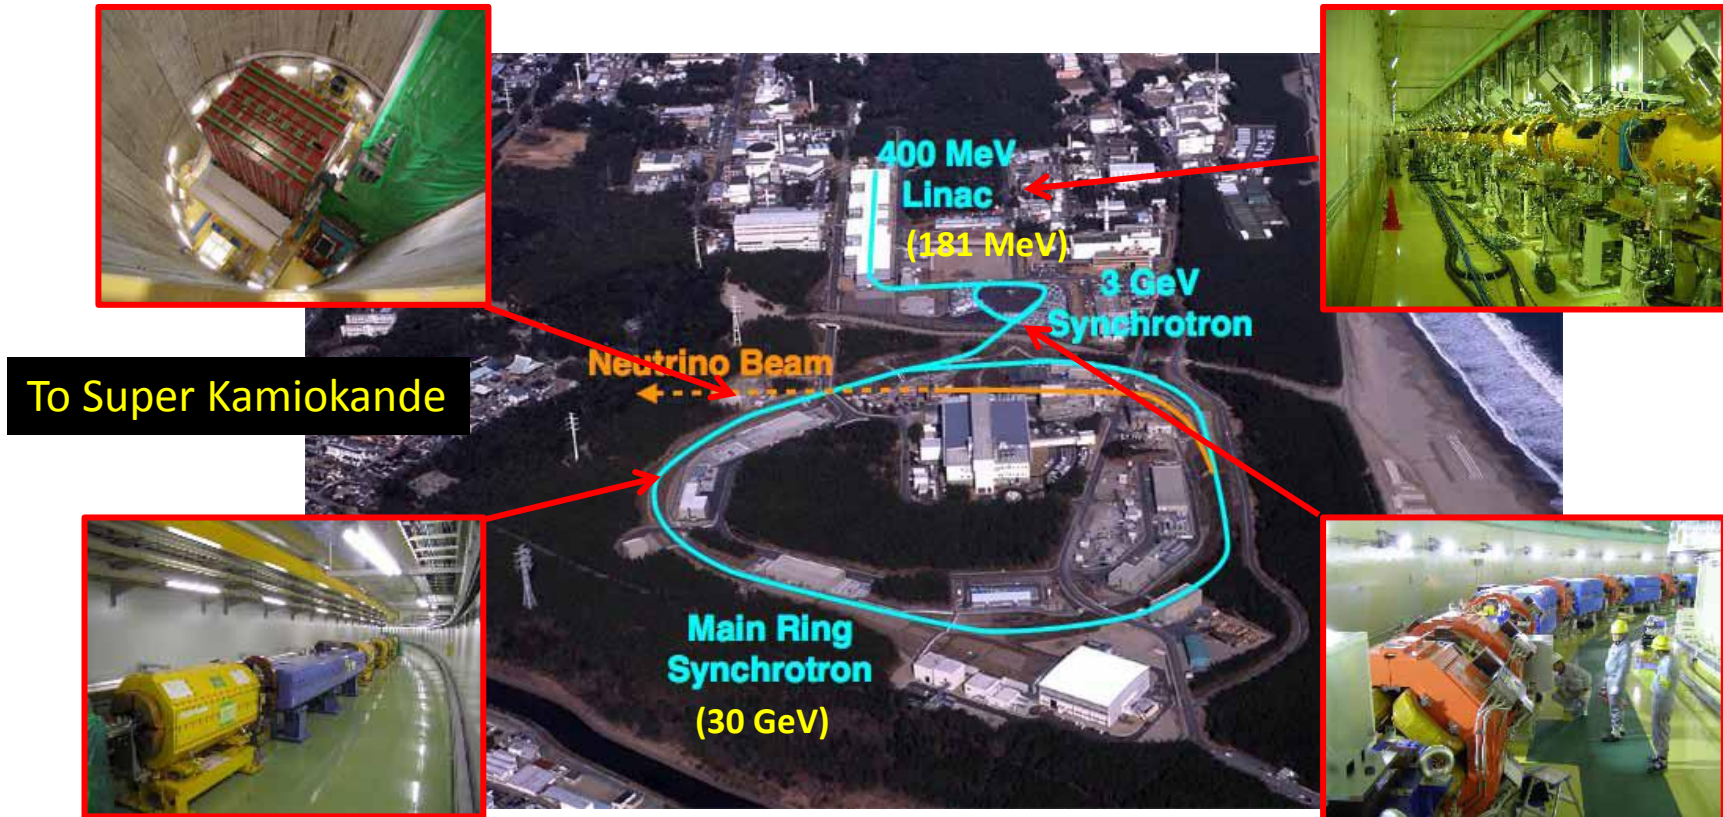 400 MeV
Linac
(181 MeV)
3 GeV
Synchrotron
Neutrino Beam
To Super Kamiokande
Main Ring
Synchrotron
(30 GeV)